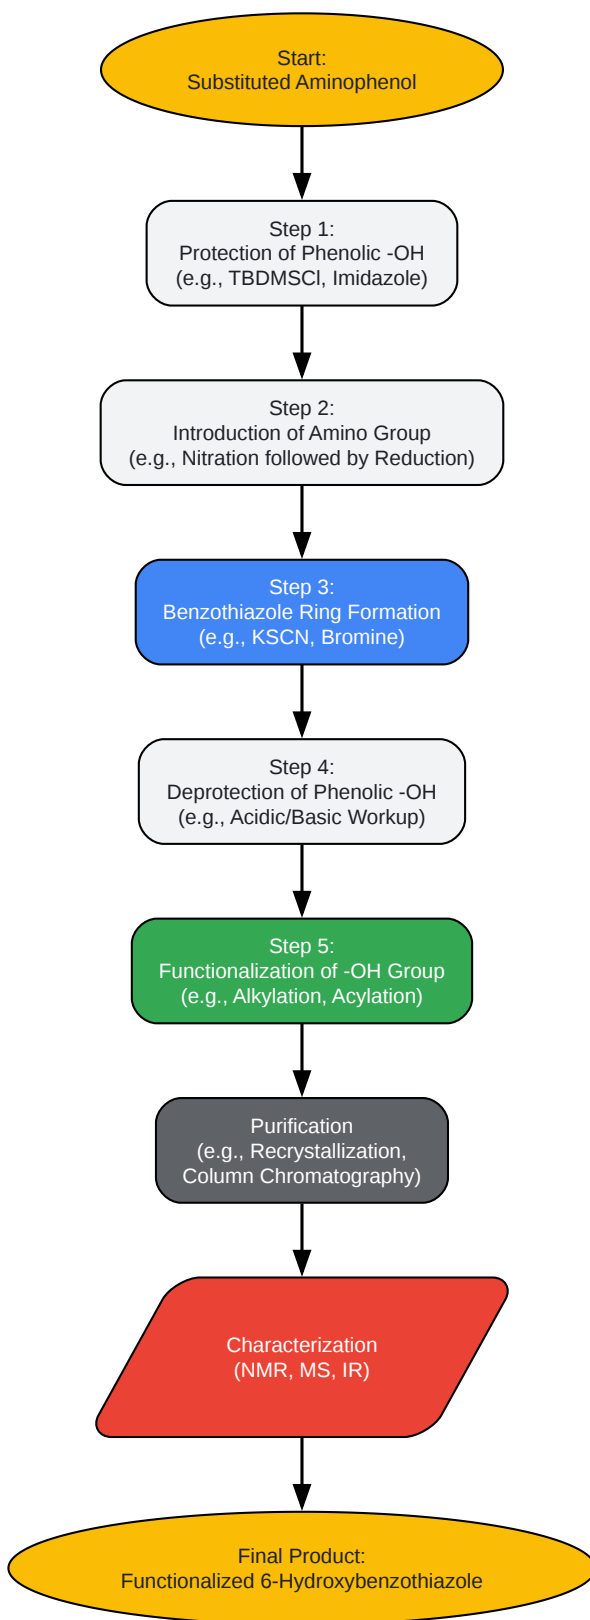 Start:
Substituted Aminophenol
Step 1:
Protection of Phenolic -OH
(e.g., TBDMSCl, Imidazole)
Step 2:
Introduction of Amino Group
(e.g., Nitration followed by Reduction)
Step 3:
Benzothiazole Ring Formation
(e.g., KSCN, Bromine)
Step 4:
Deprotection of Phenolic -OH
(e.g., Acidic/Basic Workup)
Step 5:
Functionalization of -OH Group
(e.g., Alkylation, Acylation)
Purification
(e.g., Recrystallization,
Column Chromatography)
Characterization
(NMR, MS, IR)
Final Product:
Functionalized 6-Hydroxybenzothiazole